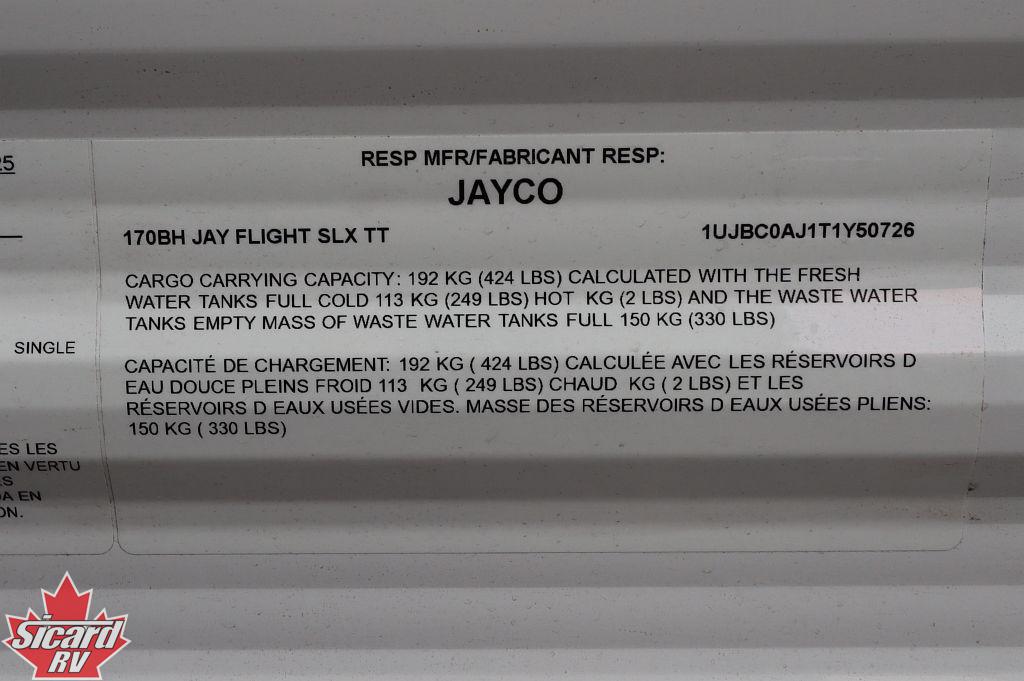 25
SINGLE
ES LES
EN VERTU
S
DA EN
ON.
RESP MFR/FABRICANT RESP:
JAYCO
170BH JAY FLIGHT SLX TT 1UJBC0AJ1T1Y50726
CARGO CARRYING CAPACITY: 192 KG (424 LBS) CALCULATED WITH THE FRESH
WATER TANKS FULL COLD 113 KG (249 LBS) HOT KG (2 LBS) AND THE WASTE WATER
TANKS EMPTY MASS OF WASTE WATER TANKS FULL 150 KG (330 LBS)
CAPACITÉ DE CHARGEMENT: 192 KG ( 424 LBS) CALCULÉE AVEC LES RÉSERVOIRS D
EAU DOUCE PLEINS FROID 113 KG ( 249 LBS) CHAUD KG ( 2 LBS) ET LES
RÉSERVOIRS D EAUX USÉES VIDES. MASSE DES RÉSERVOIRS D EAUX USÉES PLIENS:
150 KG ( 330 LBS)
Sicard
RV